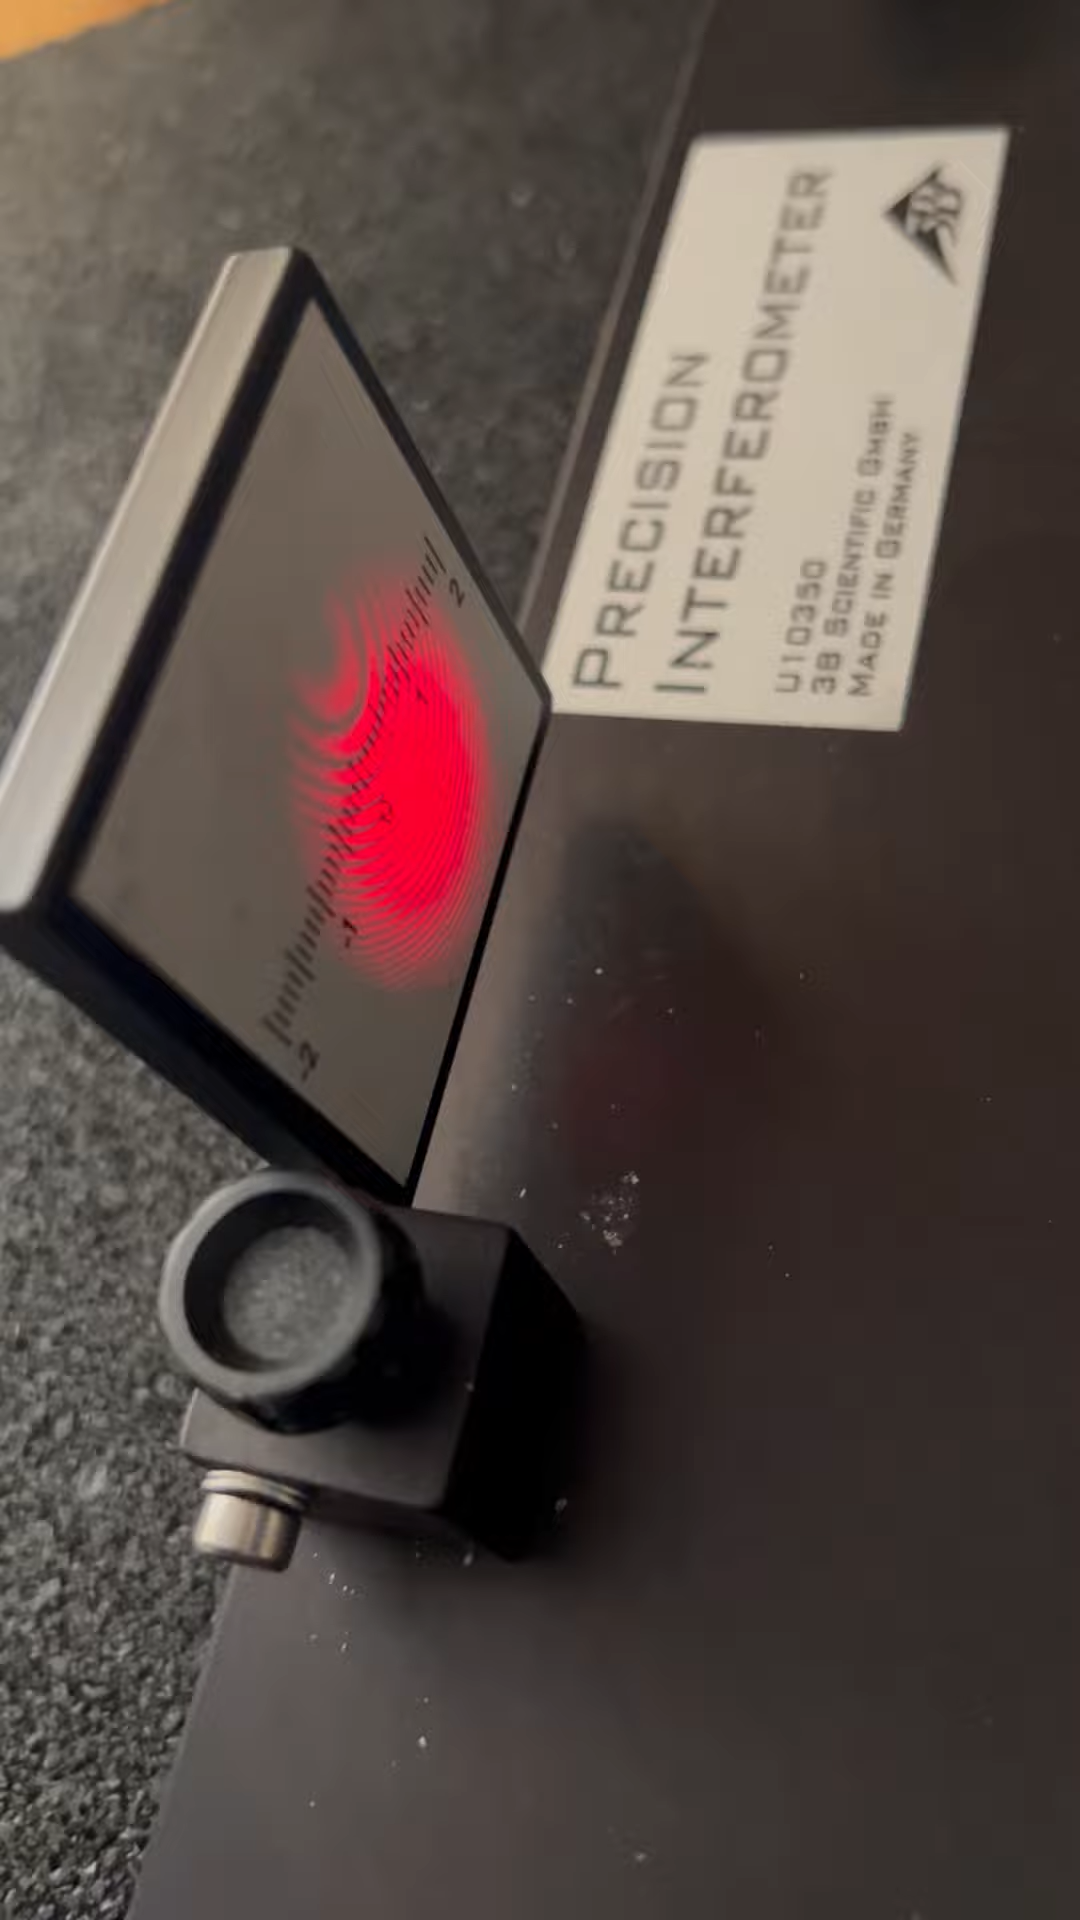 PRECISION
INTERFEROMETER
U10350
3B SCIENTIFIC GMBH
MADE IN GERMANY
2
1
-1
-2